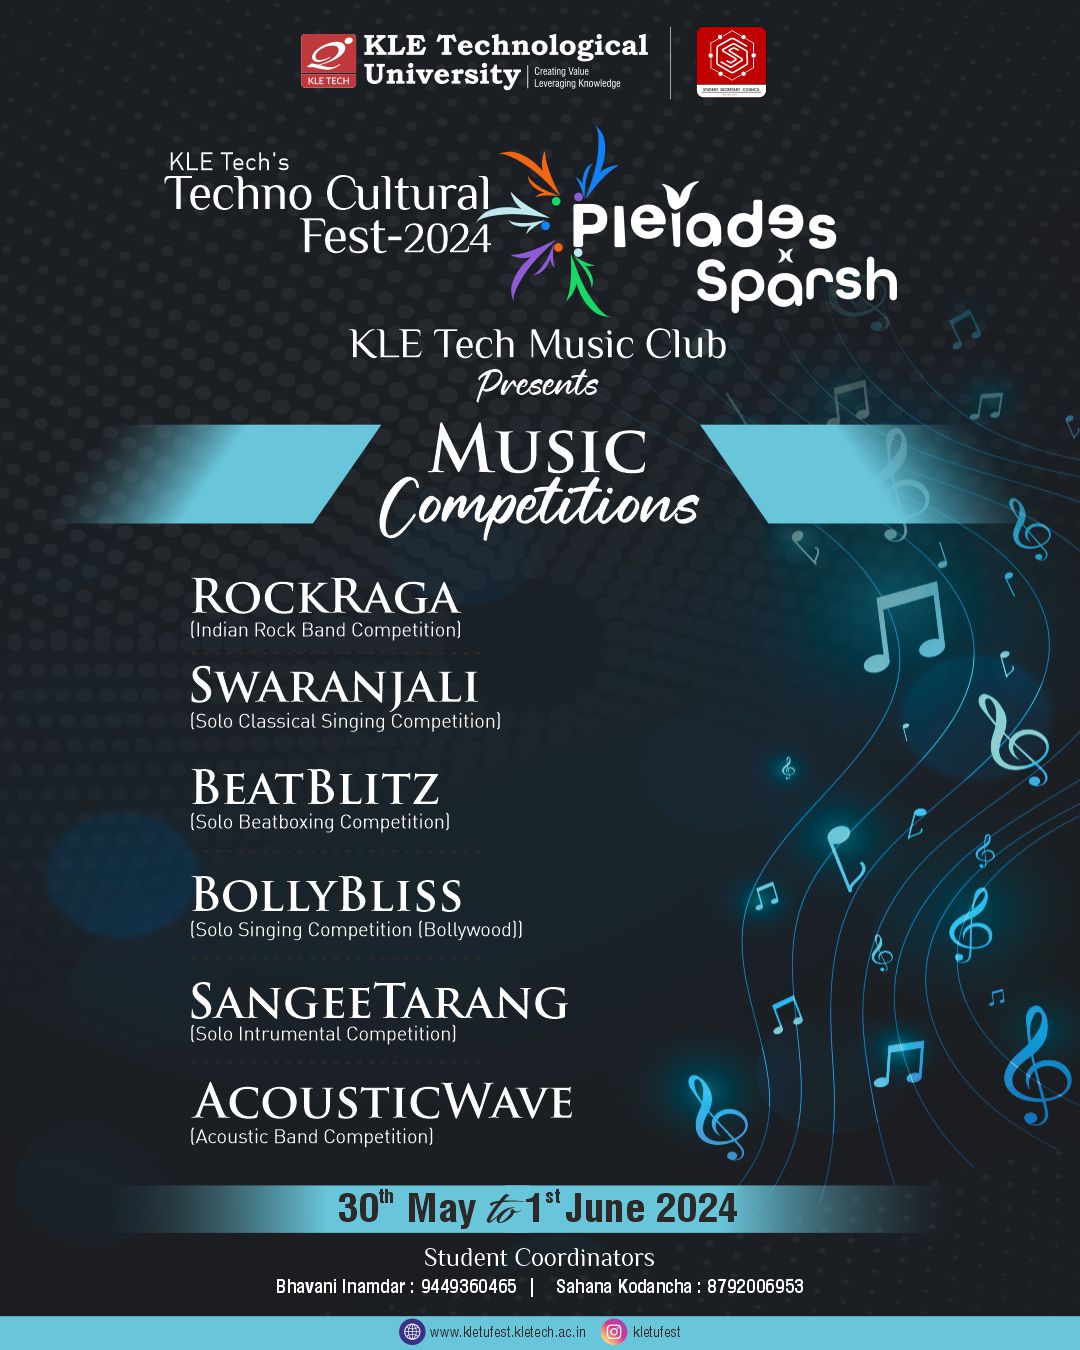 KLE Technological
University
Creating Value
Leveraging Knowledge
KLE TECH
STUDENT SECRETARY COUNCIL
KLE Tech's
Techno Cultural
Fest-2024
Pleiades
x
Sparsh
KLE Tech Music Club
Presents
Music
Competitions
RockRaga
(Indian Rock Band Competition)
Swaranjali
(Solo Classical Singing Competition)
BeatBlitz
(Solo Beatboxing Competition)
BollyBliss
(Solo Singing Competition (Bollywood))
SangeeTarang
(Solo Intrumental Competition)
AcousticWave
(Acoustic Band Competition)
30th May to 1st June 2024
Student Coordinators
Bhavani Inamdar : 9449360465 | Sahana Kodancha : 8792006953
www.kletufest.kletech.ac.in kletufest